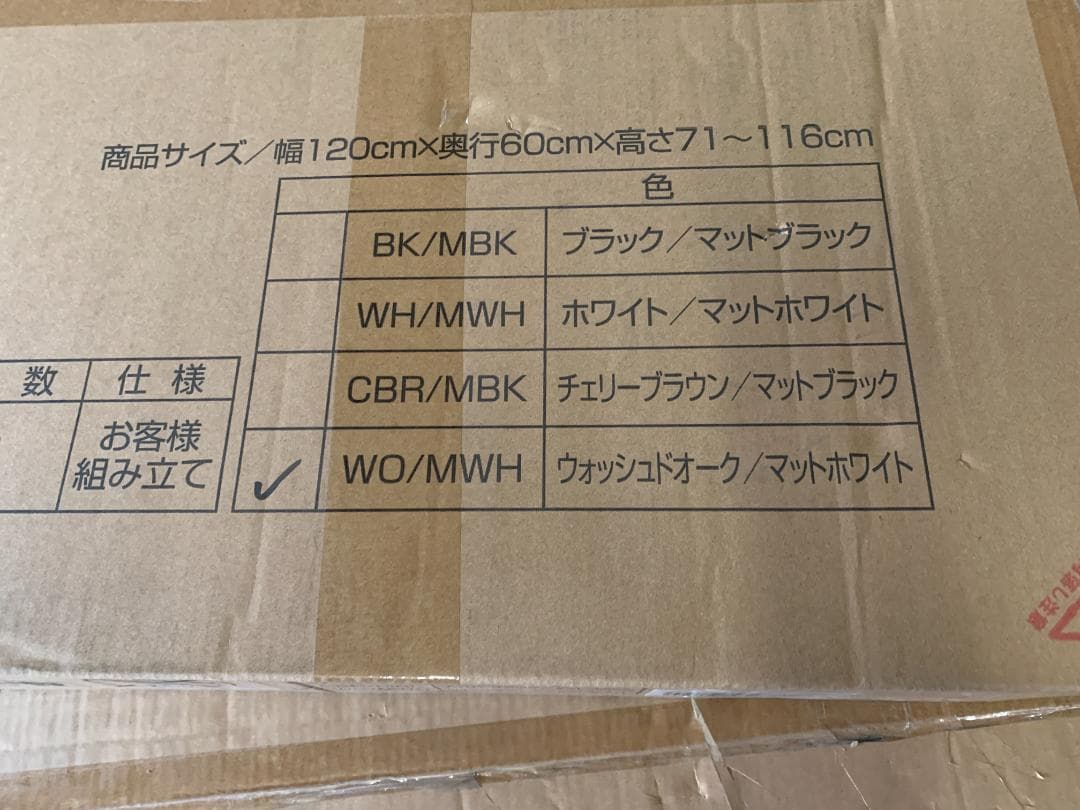 商品サイズ／幅120cm×奥行60cm×高さ71～116cm
色
BK/MBK ブラック／マットブラック
WH/MWH ホワイト／マットホワイト
CBR/MBK チェリーブラウン／マットブラック
✓ WO/MWH ウォッシュドオーク／マットホワイト
数 仕様
お客様
組み立て